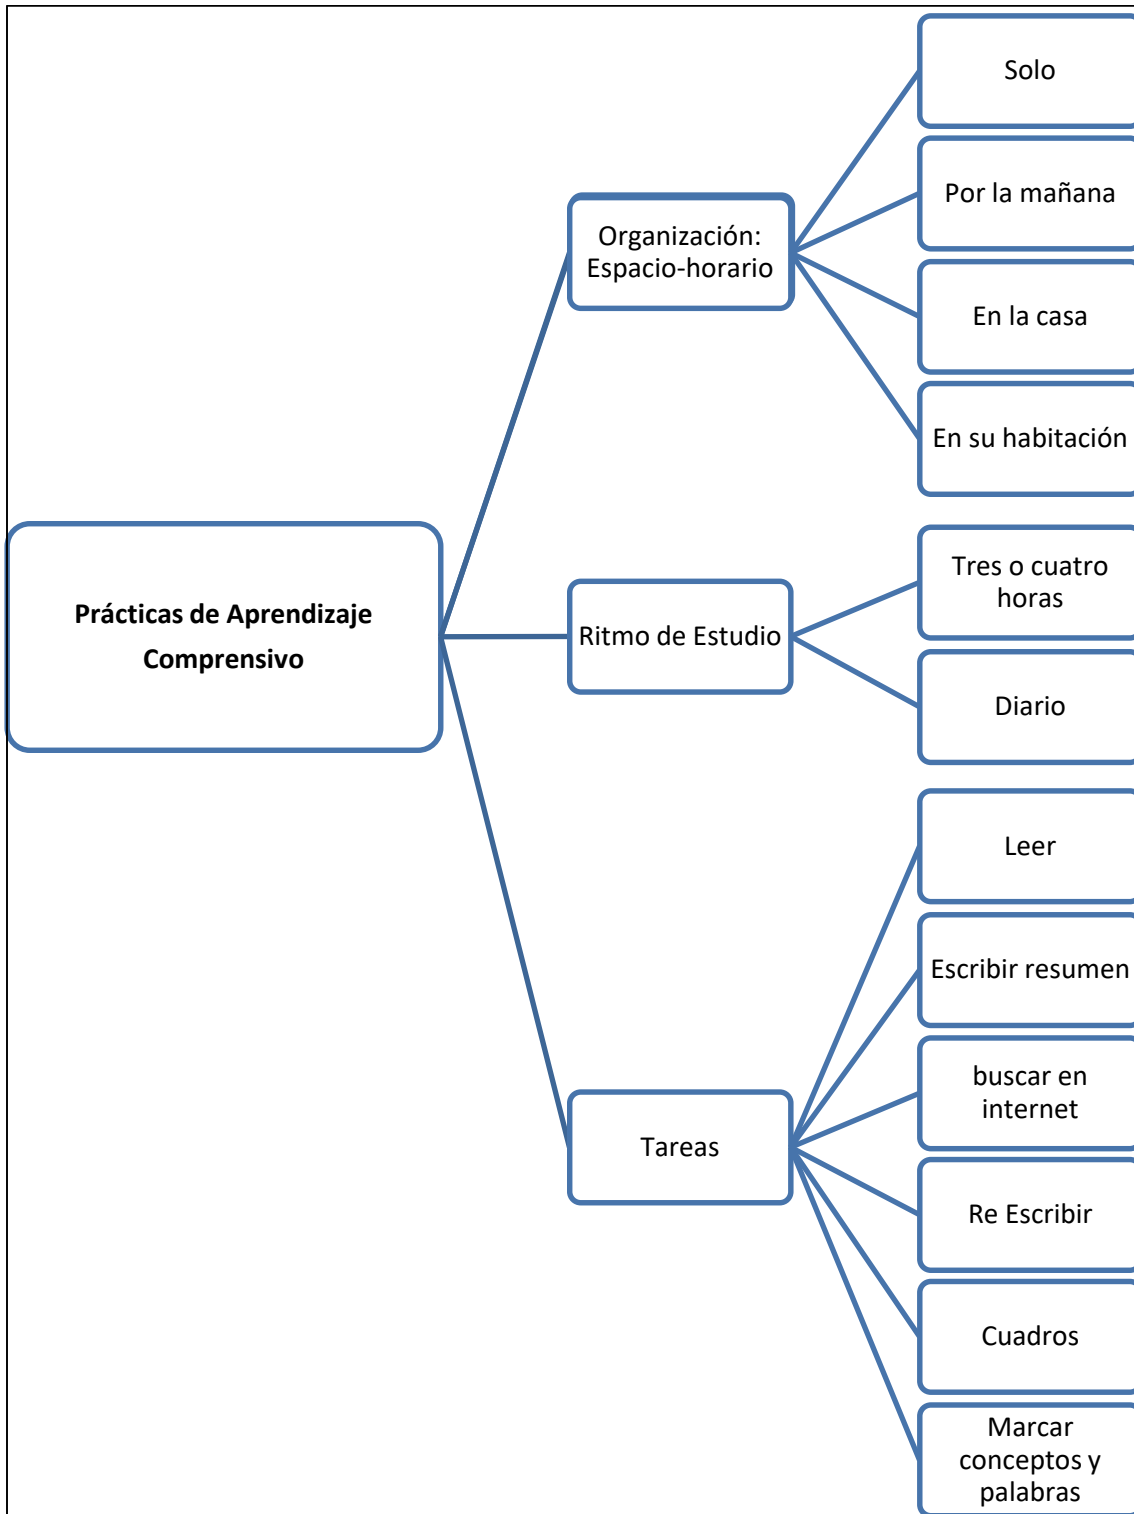 Prácticas de Aprendizaje
Comprensivo
Organización:
Espacio-horario
Solo
Por la mañana
En la casa
En su habitación
Ritmo de Estudio
Tres o cuatro
horas
Diario
Tareas
Leer
Escribir resumen
buscar en
internet
Re Escribir
Cuadros
Marcar
conceptos y
palabras